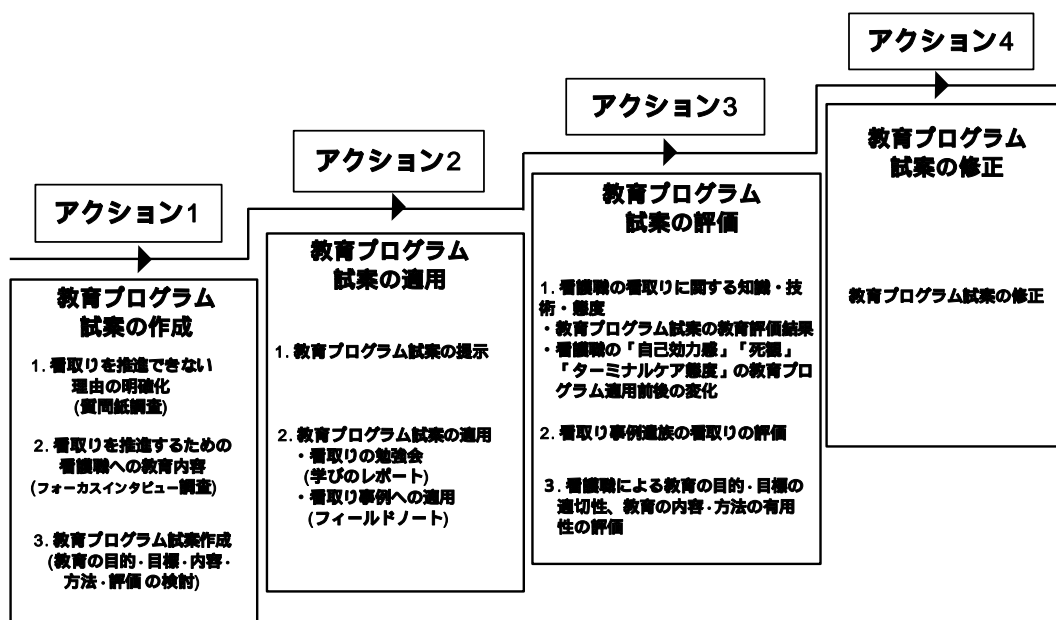 アクション1
教育プログラム
試案の作成
1. 看取りを推進できない
理由の明確化
(質問紙調査)
2. 看取りを推進するための
看護職への教育内容
(フォーカスインタビュー調査)
3. 教育プログラム試案作成
(教育の目的・目標・内容・
方法・評価 の検討)
アクション2
教育プログラム
試案の適用
1. 教育プログラム試案の提示
2. 教育プログラム試案の適用
・看取りの勉強会
(学びのレポート)
・看取り事例への適用
(フィールドノート)
アクション3
教育プログラム
試案の評価
1. 看護職の看取りに関する知識・技
術・態度
・教育プログラム試案の教育評価結果
・看護職の「自己効力感」「死観」
「ターミナルケア態度」の教育プロ
グラム適用前後の変化
2. 看取り事例遺族の看取りの評価
3. 看護職による教育の目的・目標の
適切性、教育の内容・方法の有用
性の評価
アクション4
教育プログラム
試案の修正
教育プログラム試案の修正